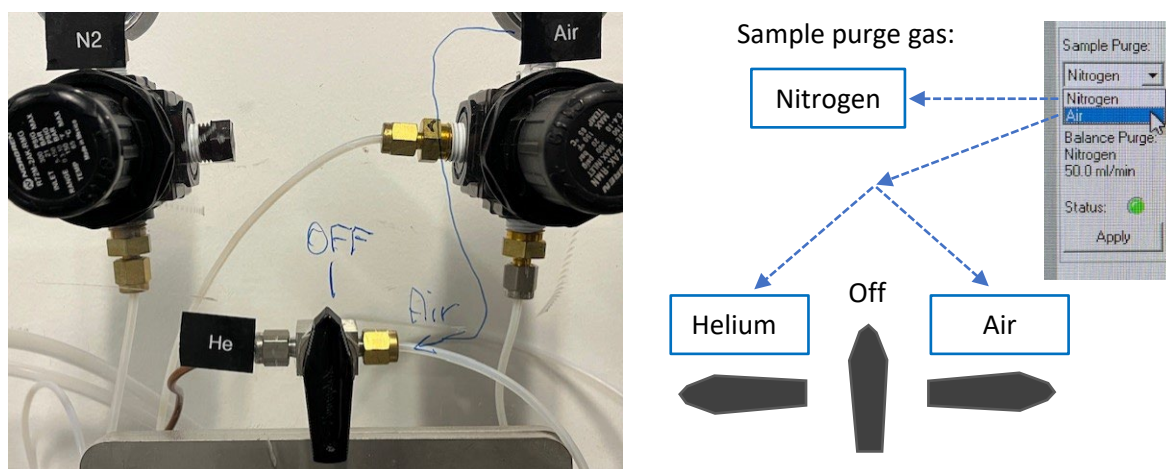 N2
Air
OFF
Air
He
Sample purge gas:
Nitrogen
Helium
Off
Air
Sample Purge:
Nitrogen
Nitrogen
Air
Balance Purge:
Nitrogen
50.0 ml/min
Status:
Apply